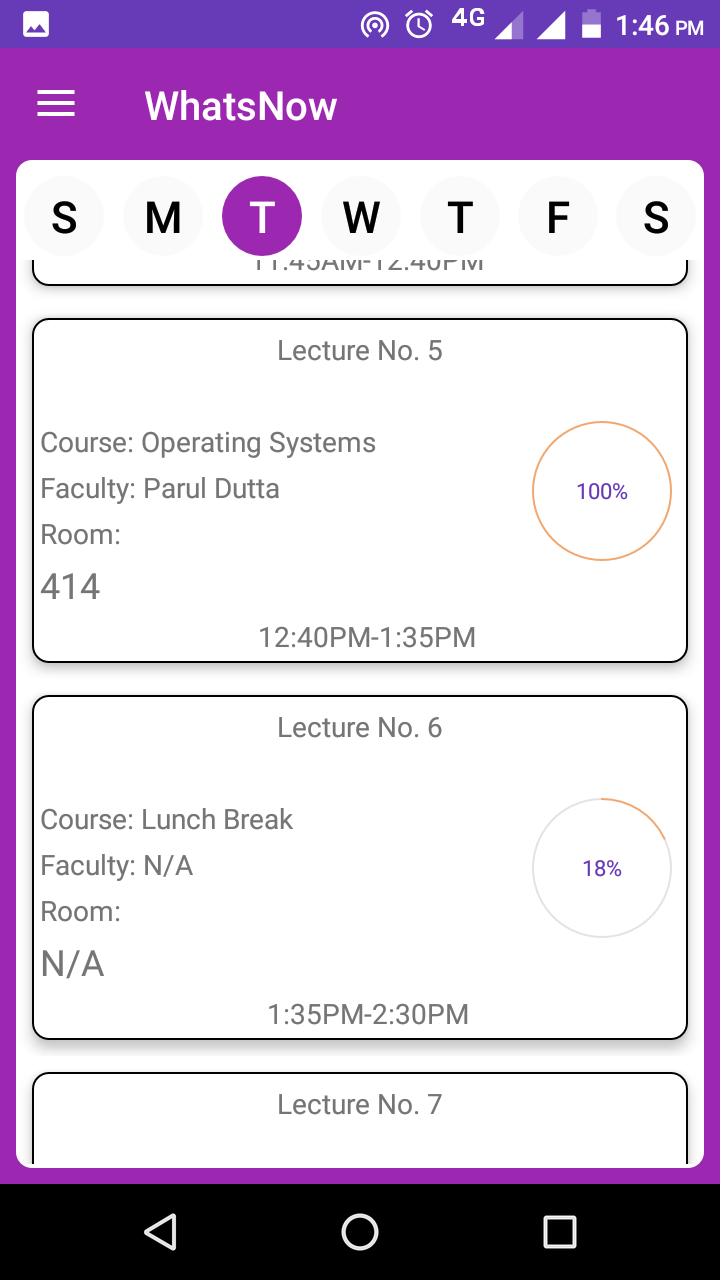 4G 1:46 PM
WhatsNow
S M T W T F S
11:45AM-12:40PM
Lecture No. 5
Course: Operating Systems
Faculty: Parul Dutta
100%
Room:
414
12:40PM-1:35PM
Lecture No. 6
Course: Lunch Break
Faculty: N/A
18%
Room:
N/A
1:35PM-2:30PM
Lecture No. 7